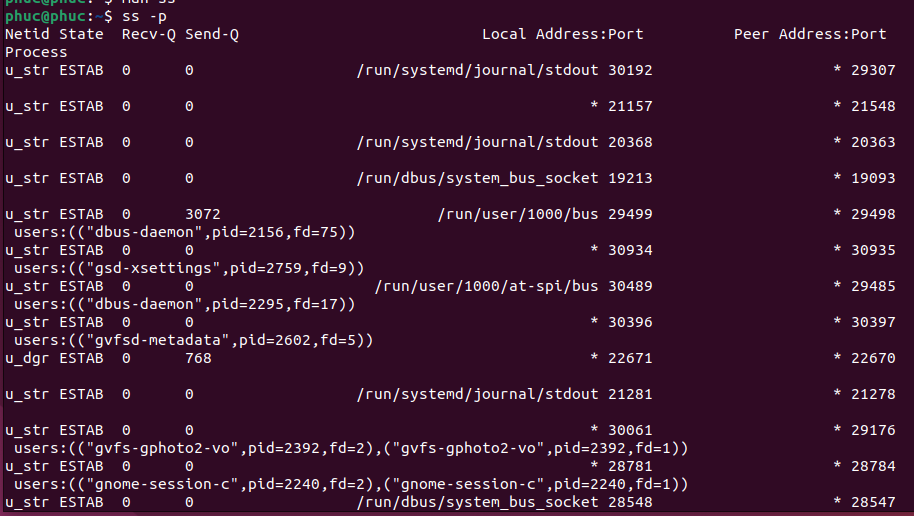 phuc@phuc:~$ man ss
phuc@phuc:~$ ss -p
Netid State Recv-Q Send-Q Local Address:Port Peer Address:Port
Process
u_str ESTAB 0 0 /run/systemd/journal/stdout 30192 * 29307
u_str ESTAB 0 0 * 21157 * 21548
u_str ESTAB 0 0 /run/systemd/journal/stdout 20368 * 20363
u_str ESTAB 0 0 /run/dbus/system_bus_socket 19213 * 19093
u_str ESTAB 0 3072 /run/user/1000/bus 29499 * 29498
users:(("dbus-daemon",pid=2156,fd=75))
u_str ESTAB 0 0 * 30934 * 30935
users:(("gsd-xsettings",pid=2759,fd=9))
u_str ESTAB 0 0 /run/user/1000/at-spi/bus 30489 * 29485
users:(("dbus-daemon",pid=2295,fd=17))
u_str ESTAB 0 0 * 30396 * 30397
users:(("gvfsd-metadata",pid=2602,fd=5))
u_dgr ESTAB 0 768 * 22671 * 22670
u_str ESTAB 0 0 /run/systemd/journal/stdout 21281 * 21278
u_str ESTAB 0 0 * 30061 * 29176
users:(("gvfs-gphoto2-vo",pid=2392,fd=2),("gvfs-gphoto2-vo",pid=2392,fd=1))
u_str ESTAB 0 0 * 28781 * 28784
users:(("gnome-session-c",pid=2240,fd=2),("gnome-session-c",pid=2240,fd=1))
u_str ESTAB 0 0 /run/dbus/system_bus_socket 28548 * 28547